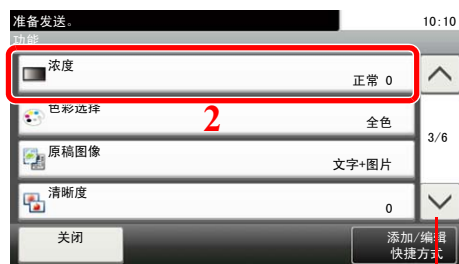 准备发送。
10:10
功能
浓度
正常 0
色彩选择
2
全色
3/6
原稿图像
文字+图片
清晰度
0
关闭
添加/编辑
快捷方式